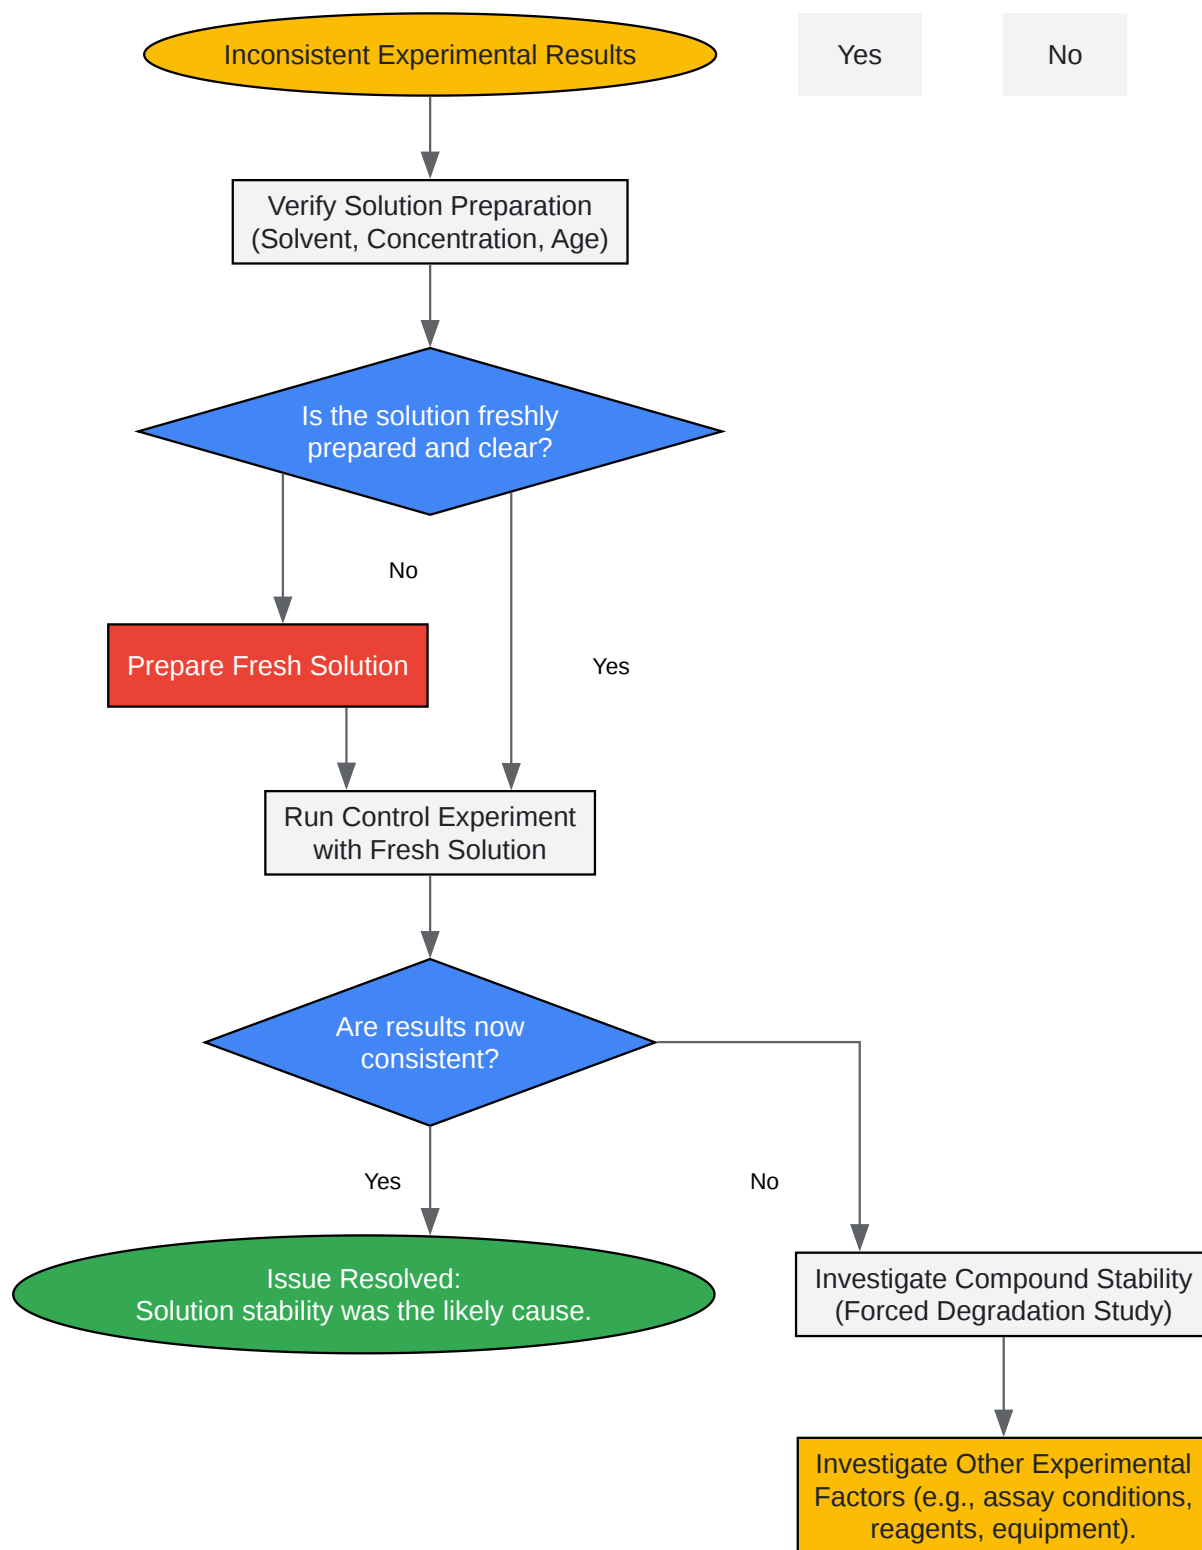 Inconsistent Experimental Results
Yes
No
Verify Solution Preparation
(Solvent, Concentration, Age)
Is the solution freshly
prepared and clear?
No
Prepare Fresh Solution
Yes
Run Control Experiment
with Fresh Solution
Are results now
consistent?
Yes
No
Issue Resolved:
Solution stability was the likely cause.
Investigate Compound Stability
(Forced Degradation Study)
Investigate Other Experimental
Factors (e.g., assay conditions,
reagents, equipment).